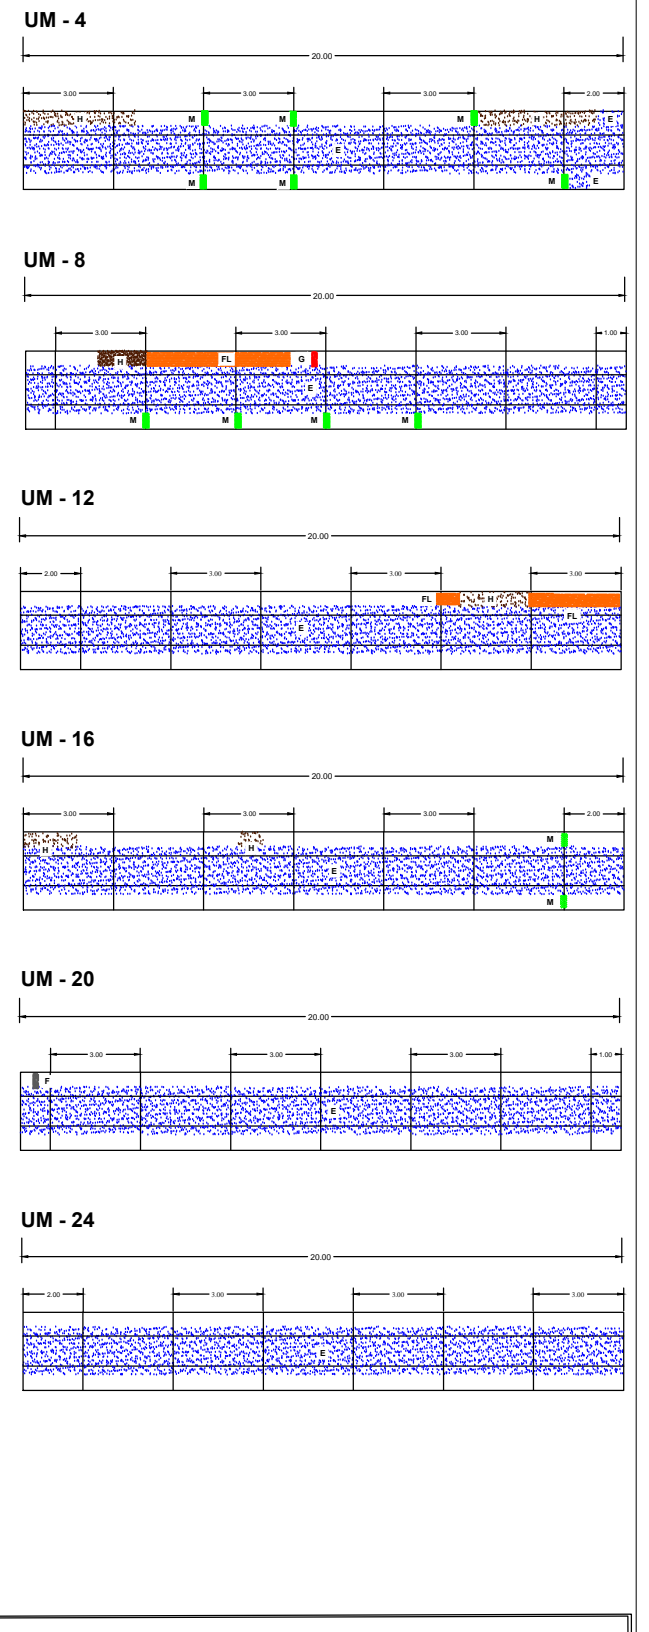 UM - 4
20.00
3.00 3.00 3.00 2.00
H M M M H E
E
M M M E
UM - 8
20.00
3.00 3.00 3.00 1.00
H FL G
E
M M M M
UM - 12
20.00
2.00 3.00 3.00 3.00
FL H
FL
E
UM - 16
20.00
3.00 3.00 3.00 2.00
H H M
E
M
UM - 20
20.00
3.00 3.00 3.00 1.00
F
E
UM - 24
20.00
2.00 3.00 3.00 3.00
E